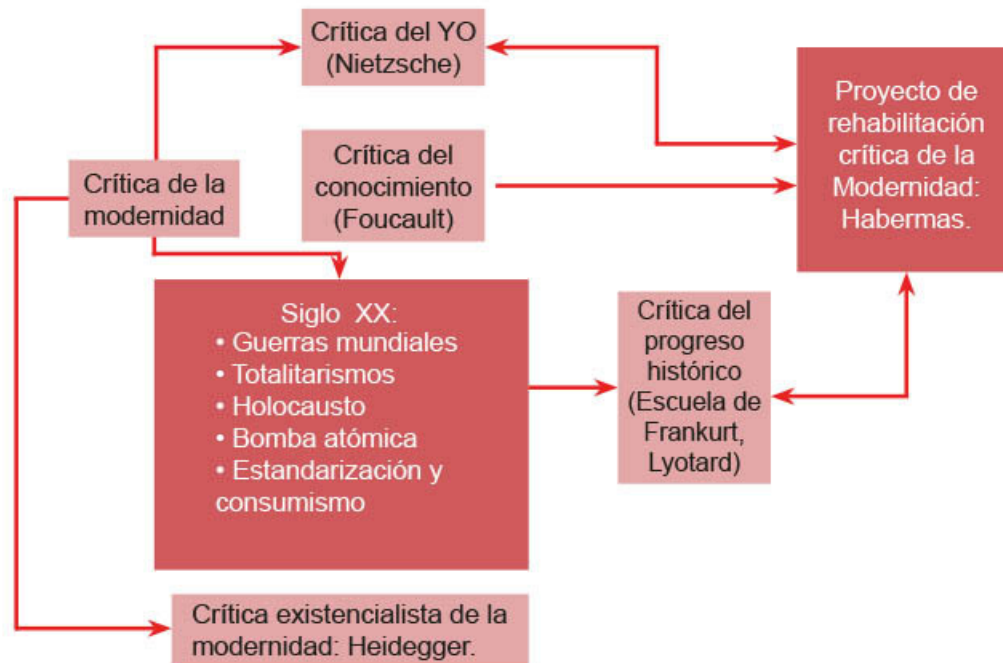 Crítica del YO
(Nietzsche)
Crítica del
conocimiento
(Foucault)
Crítica de la
modernidad
Proyecto de
rehabilitación
crítica de la
Modernidad:
Habermas.
Siglo XX:
• Guerras mundiales
• Totalitarismos
• Holocausto
• Bomba atómica
• Estandarización y
consumismo
Crítica del
progreso
histórico
(Escuela de
Frankurt,
Lyotard)
Crítica existencialista de la
modernidad: Heidegger.